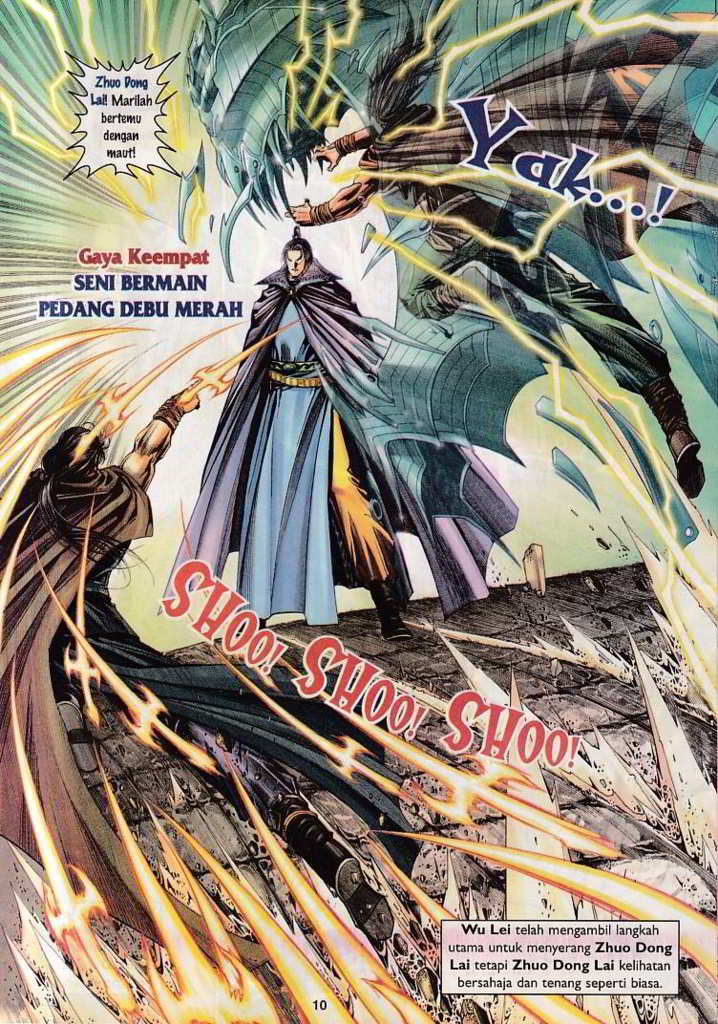 Zhuo Dong
Lai! Marilah
bertemu
dengan
maut!
Yak...!
Gaya Keempat
SENI BERMAIN
PEDANG DEBU MERAH
SHOO! SHOO! SHOO!
Wu Lei telah mengambil langkah
utama untuk menyerang Zhuo Dong
Lai tetapi Zhuo Dong Lai kelihatan
bersahaja dan tenang seperti biasa.
10